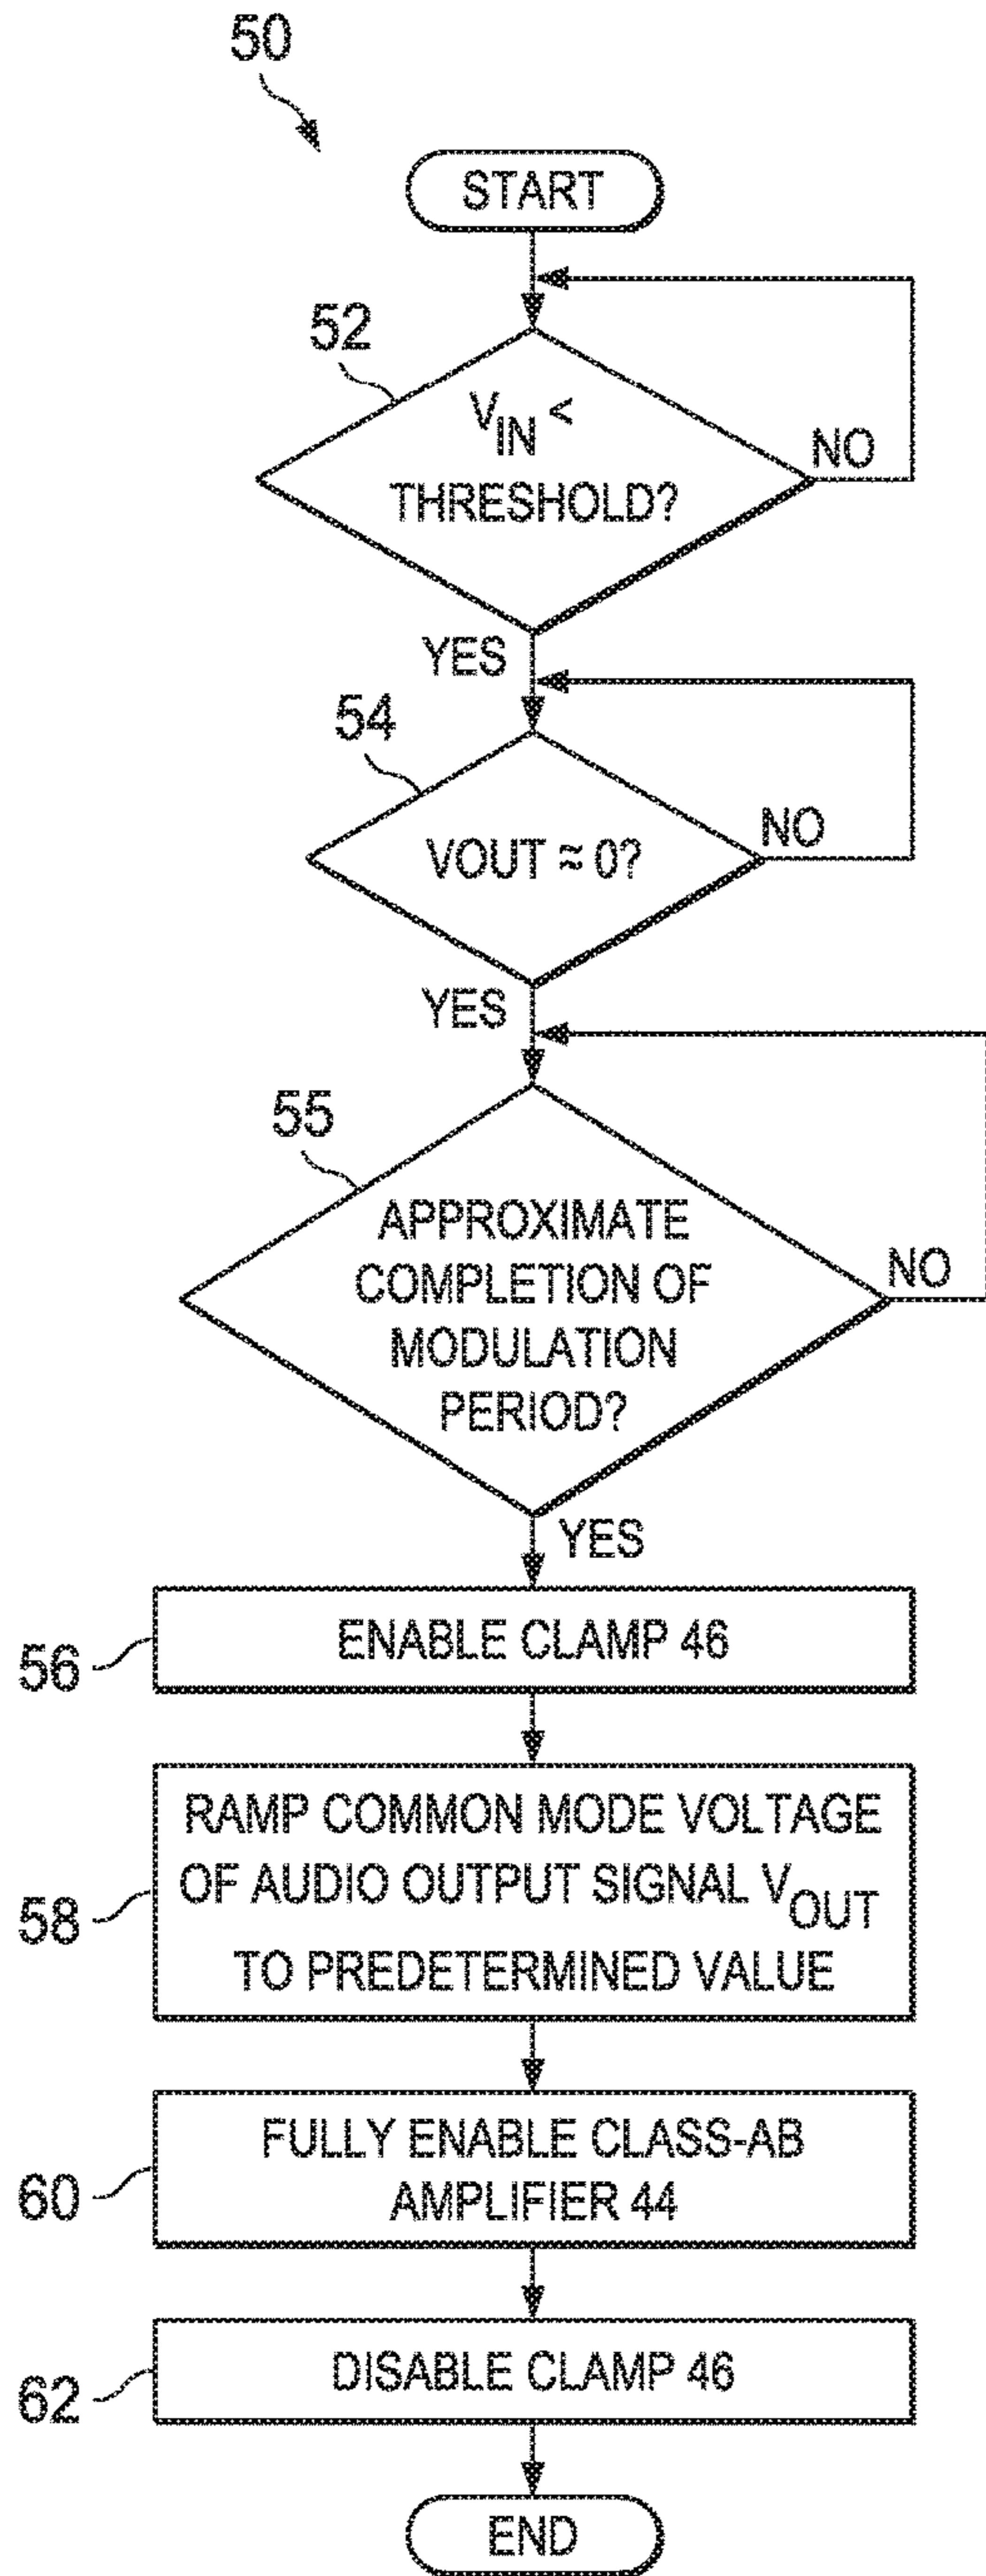 50
START
52
V_IN <
THRESHOLD?
NO
YES
54
VOUT ≈ 0?
NO
YES
55
APPROXIMATE
COMPLETION OF
MODULATION
PERIOD?
NO
YES
56
ENABLE CLAMP 46
58
RAMP COMMON MODE VOLTAGE
OF AUDIO OUTPUT SIGNAL V_OUT
TO PREDETERMINED VALUE
60
FULLY ENABLE CLASS-AB
AMPLIFIER 44
62
DISABLE CLAMP 46
END